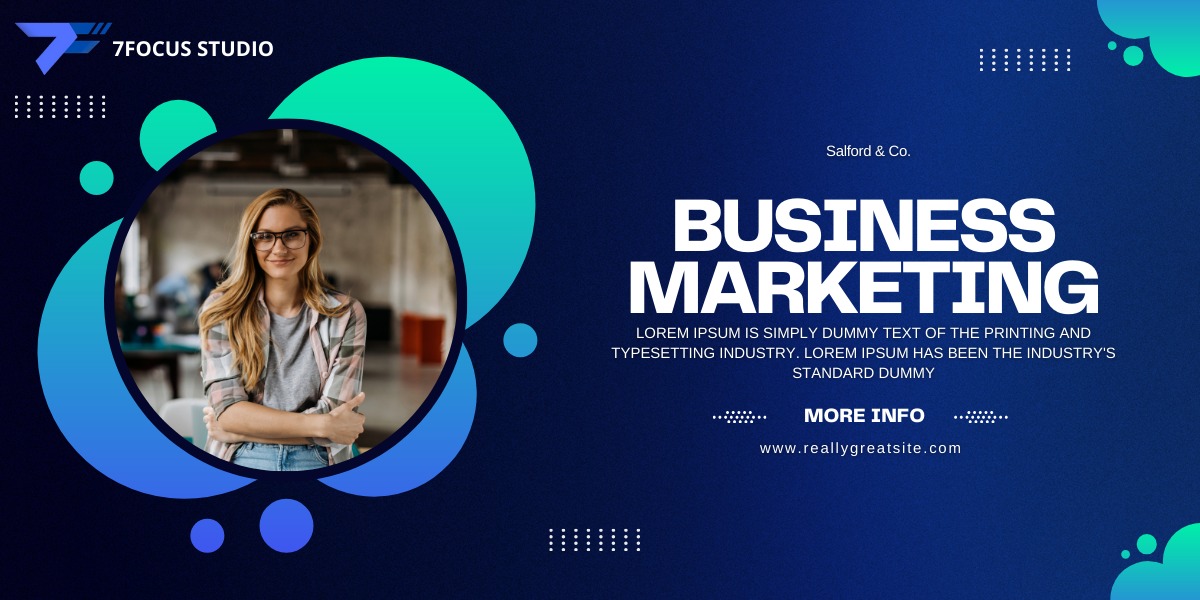 7FOCUS STUDIO
Salford & Co.
BUSINESS
MARKETING
LOREM IPSUM IS SIMPLY DUMMY TEXT OF THE PRINTING AND
TYPESETTING INDUSTRY. LOREM IPSUM HAS BEEN THE INDUSTRY'S
STANDARD DUMMY
MORE INFO
www.reallygreatsite.com